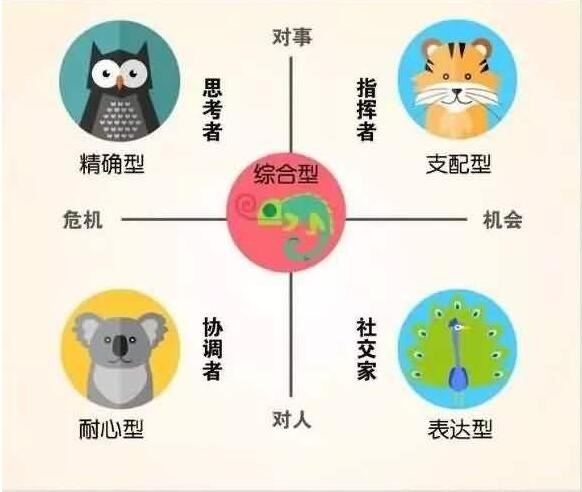 对事
思考者
指挥者
精确型
支配型
综合型
危机
机会
协调者
社交家
耐心型
对人
表达型